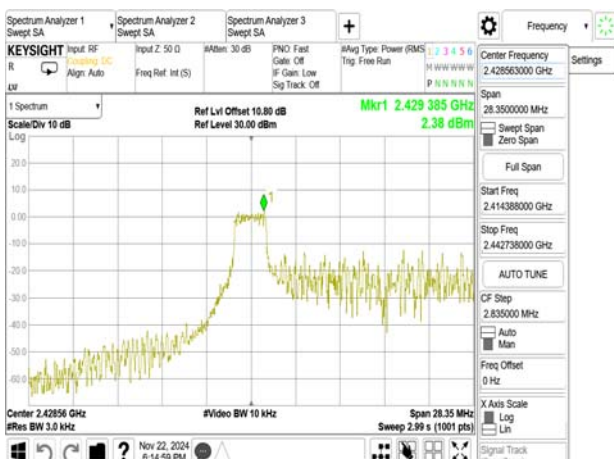 Spectrum Analyzer 1
Swept SA
Spectrum Analyzer 2
Swept SA
Spectrum Analyzer 3
Swept SA
+
Frequency
KEYSIGHT
R
Input: RF
Coupling: DC
Align: Auto
Input Z: 50 Ω
Freq Ref: Int (S)
#Atten: 30 dB
PNO: Fast
Gate: Off
IF Gain: Low
Sig Track: Off
#Avg Type: Power (RMS
Trig: Free Run
1 2 3 4 5 6
M W W W W W
P N N N N N
1 Spectrum
Scale/Div 10 dB
Log
Ref Lvl Offset 10.80 dB
Ref Level 30.00 dBm
Mkr1 2.429 385 GHz
2.38 dBm
20.0
10.0
0.00
-10.0
-20.0
-30.0
-40.0
-50.0
-60.0
1
Center 2.42856 GHz
#Res BW 3.0 kHz
#Video BW 10 kHz
Span 28.35 MHz
Sweep 2.99 s (1001 pts)
Nov 22, 2024
6:14:59 PM
?
Center Frequency
2.428563000 GHz
Settings
Span
28.3500000 MHz
Swept Span
Zero Span
Full Span
Start Freq
2.414388000 GHz
Stop Freq
2.442738000 GHz
AUTO TUNE
CF Step
2.835000 MHz
Auto
Man
Freq Offset
0 Hz
X Axis Scale
Log
Lin
Signal Track